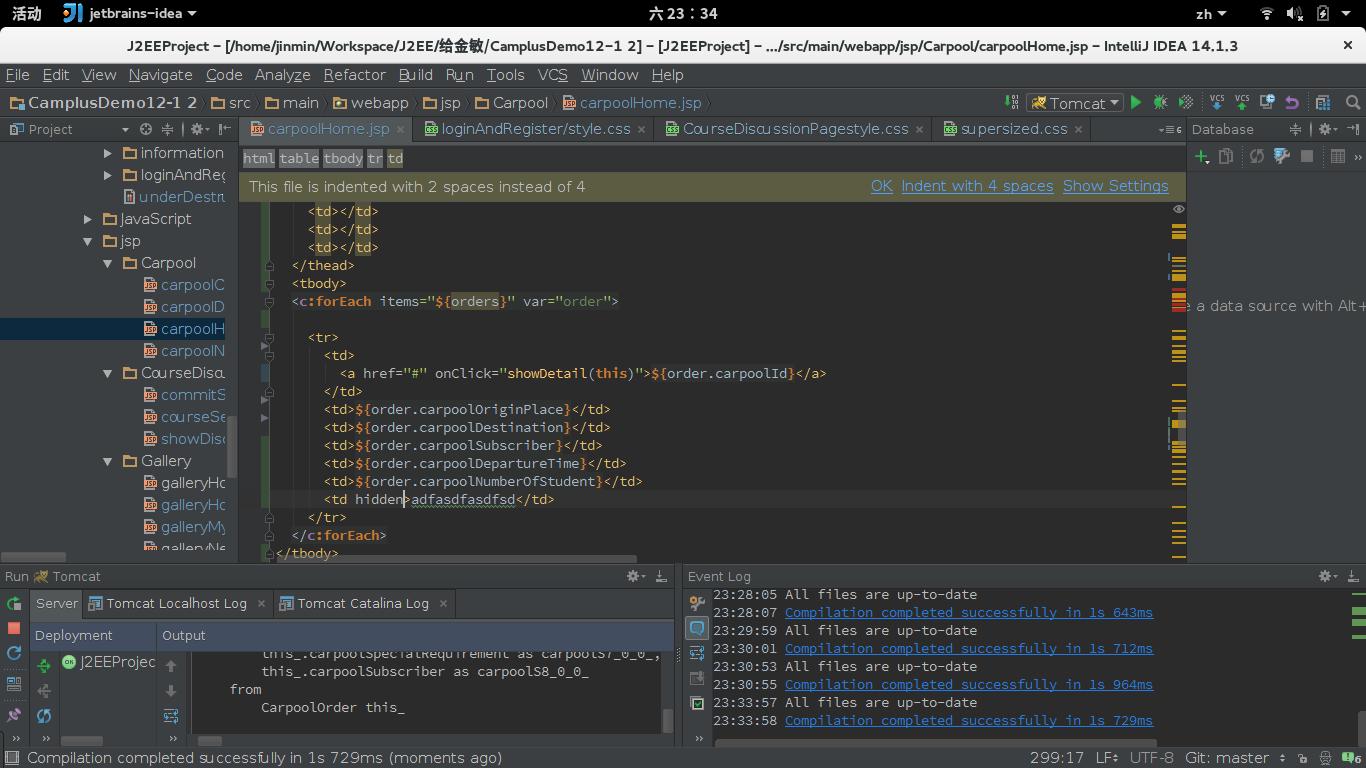 活动 jetbrains-idea 六 23：34 zh
J2EEProject – [/home/jinmin/Workspace/J2EE/给金敏/CamplusDemo12-1 2] – [J2EEProject] – .../src/main/webapp/jsp/Carpool/carpoolHome.jsp – IntelliJ IDEA 14.1.3
File Edit View Navigate Code Analyze Refactor Build Run Tools VCS Window Help
CamplusDemo12-1 2 src main webapp jsp Carpool carpoolHome.jsp Tomcat VCS VCS
Project carpoolHome.jsp loginAndRegister/style.css CourseDiscussionPagestyle.css supersized.css Database
html table tbody tr td
This file is indented with 2 spaces instead of 4 OK Indent with 4 spaces Show Settings
information
loginAndReg
underDestru
JavaScript
jsp
Carpool
carpoolC
carpoolD
carpoolH
carpoolN
CourseDiscu
commitS
courseSe
showDisc
Gallery
galleryHo
galleryHo
galleryMy
galleryNe
<td></td>
<td></td>
<td></td>
</thead>
<tbody>
<c:forEach items="${orders}" var="order">
<tr>
<td>
<a href="#" onClick="showDetail(this)">${order.carpoolId}</a>
</td>
<td>${order.carpoolOriginPlace}</td>
<td>${order.carpoolDestination}</td>
<td>${order.carpoolSubscriber}</td>
<td>${order.carpoolDepartureTime}</td>
<td>${order.carpoolNumberOfStudent}</td>
<td hidden>adfasdfasdfsd</td>
</tr>
</c:forEach>
</tbody>
e a data source with Alt+
Run Tomcat
Server Tomcat Localhost Log Tomcat Catalina Log
Deployment Output
J2EEProjec
this_.carpoolSpecialRequirement as carpoolS7_0_0_,
this_.carpoolSubscriber as carpoolS8_0_0_
from
CarpoolOrder this_
Event Log
23:28:05 All files are up-to-date
23:28:07 Compilation completed successfully in 1s 643ms
23:29:59 All files are up-to-date
23:30:01 Compilation completed successfully in 1s 712ms
23:30:53 All files are up-to-date
23:30:55 Compilation completed successfully in 1s 964ms
23:33:57 All files are up-to-date
23:33:58 Compilation completed successfully in 1s 729ms
Compilation completed successfully in 1s 729ms (moments ago) 299:17 LF UTF-8 Git: master